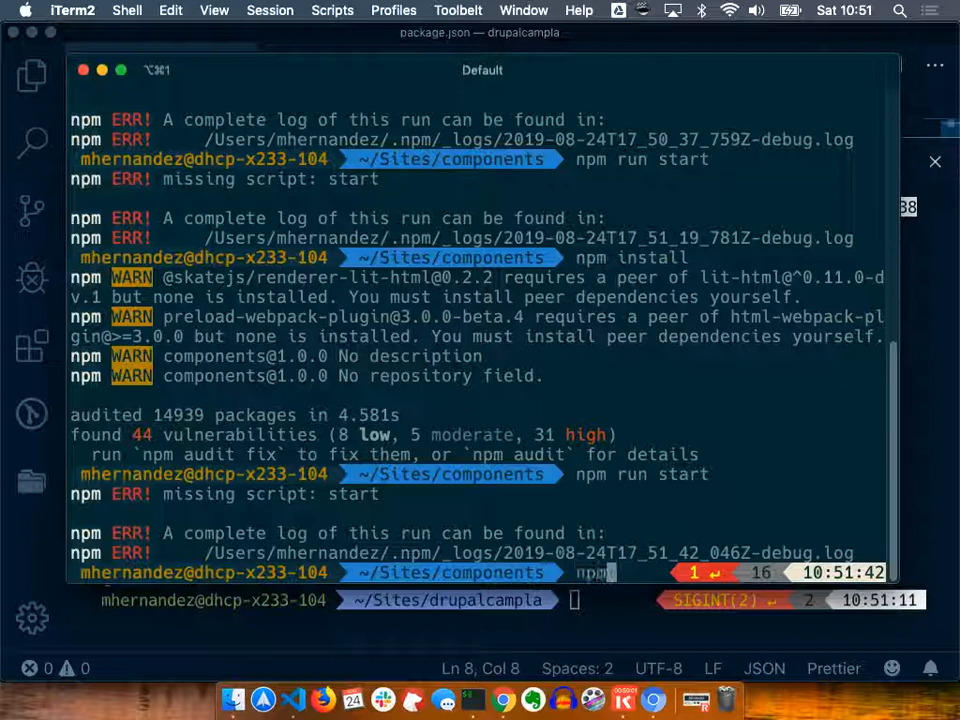 iTerm2 Shell Edit View Session Scripts Profiles Toolbelt Window Help Sat 10:51
package.json — drupalcampla
⌥⌘1 Default
npm ERR! A complete log of this run can be found in:
npm ERR!     /Users/mhernandez/.npm/_logs/2019-08-24T17_50_37_759Z-debug.log
mhernandez@dhcp-x233-104 ~/Sites/components npm run start
npm ERR! missing script: start
npm ERR! A complete log of this run can be found in:
npm ERR!     /Users/mhernandez/.npm/_logs/2019-08-24T17_51_19_781Z-debug.log
mhernandez@dhcp-x233-104 ~/Sites/components npm install
npm WARN @skatejs/renderer-lit-html@0.2.2 requires a peer of lit-html@^0.11.0-d
v.1 but none is installed. You must install peer dependencies yourself.
npm WARN preload-webpack-plugin@3.0.0-beta.4 requires a peer of html-webpack-pl
gin@>=3.0.0 but none is installed. You must install peer dependencies yourself.
npm WARN components@1.0.0 No description
npm WARN components@1.0.0 No repository field.
audited 14939 packages in 4.581s
found 44 vulnerabilities (8 low, 5 moderate, 31 high)
run `npm audit fix` to fix them, or `npm audit` for details
mhernandez@dhcp-x233-104 ~/Sites/components npm run start
npm ERR! missing script: start
npm ERR! A complete log of this run can be found in:
npm ERR!     /Users/mhernandez/.npm/_logs/2019-08-24T17_51_42_046Z-debug.log
mhernandez@dhcp-x233-104 ~/Sites/components npm 1 ↵ 16 10:51:42
mhernandez@dhcp-x233-104 ~/Sites/drupalcampla SIGINT(2) ↵ 2 10:51:11
0 0 Ln 8, Col 8 Spaces: 2 UTF-8 LF JSON Prettier